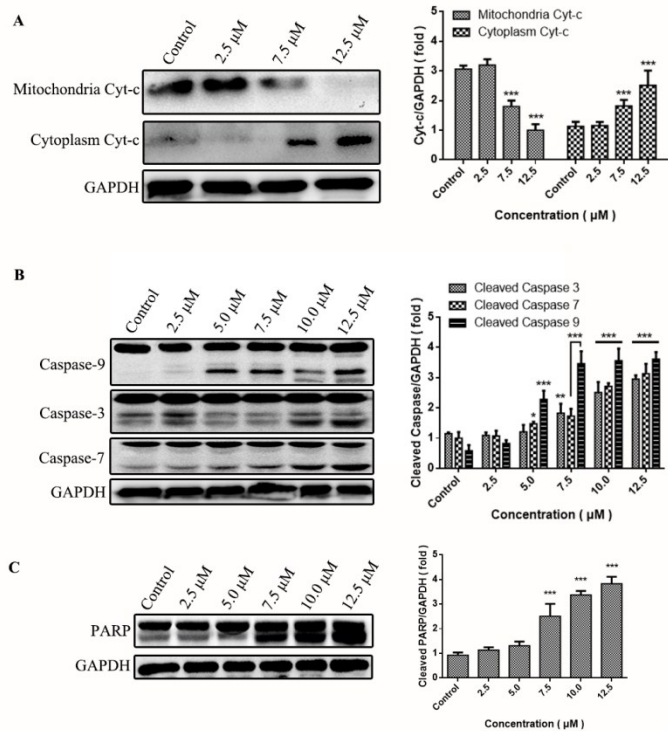 A
Control
2.5 µM
7.5 µM
12.5 µM
Mitochondria Cyt-c
Cytoplasm Cyt-c
GAPDH
Cyt-c/GAPDH ( fold )
5
4
3
2
1
0
Mitochondria Cyt-c
Cytoplasm Cyt-c
***
***
***
***
Control
2.5
7.5
12.5
Control
2.5
7.5
12.5
Concentration ( µM )
B
Control
2.5 µM
5.0 µM
7.5 µM
10.0 µM
12.5 µM
Caspase-9
Caspase-3
Caspase-7
GAPDH
Cleaved Caspase/GAPDH ( fold )
6
5
4
3
2
1
0
Cleaved Caspase 3
Cleaved Caspase 7
Cleaved Caspase 9
*
***
**
***
***
***
Control
2.5
5.0
7.5
10.0
12.5
Concentration ( µM )
C
Control
2.5 µM
5.0 µM
7.5 µM
10.0 µM
12.5 µM
PARP
GAPDH
Cleaved PARP/GAPDH ( fold )
5
4
3
2
1
0
***
***
***
Control
2.5
5.0
7.5
10.0
12.5
Concentration ( µM )